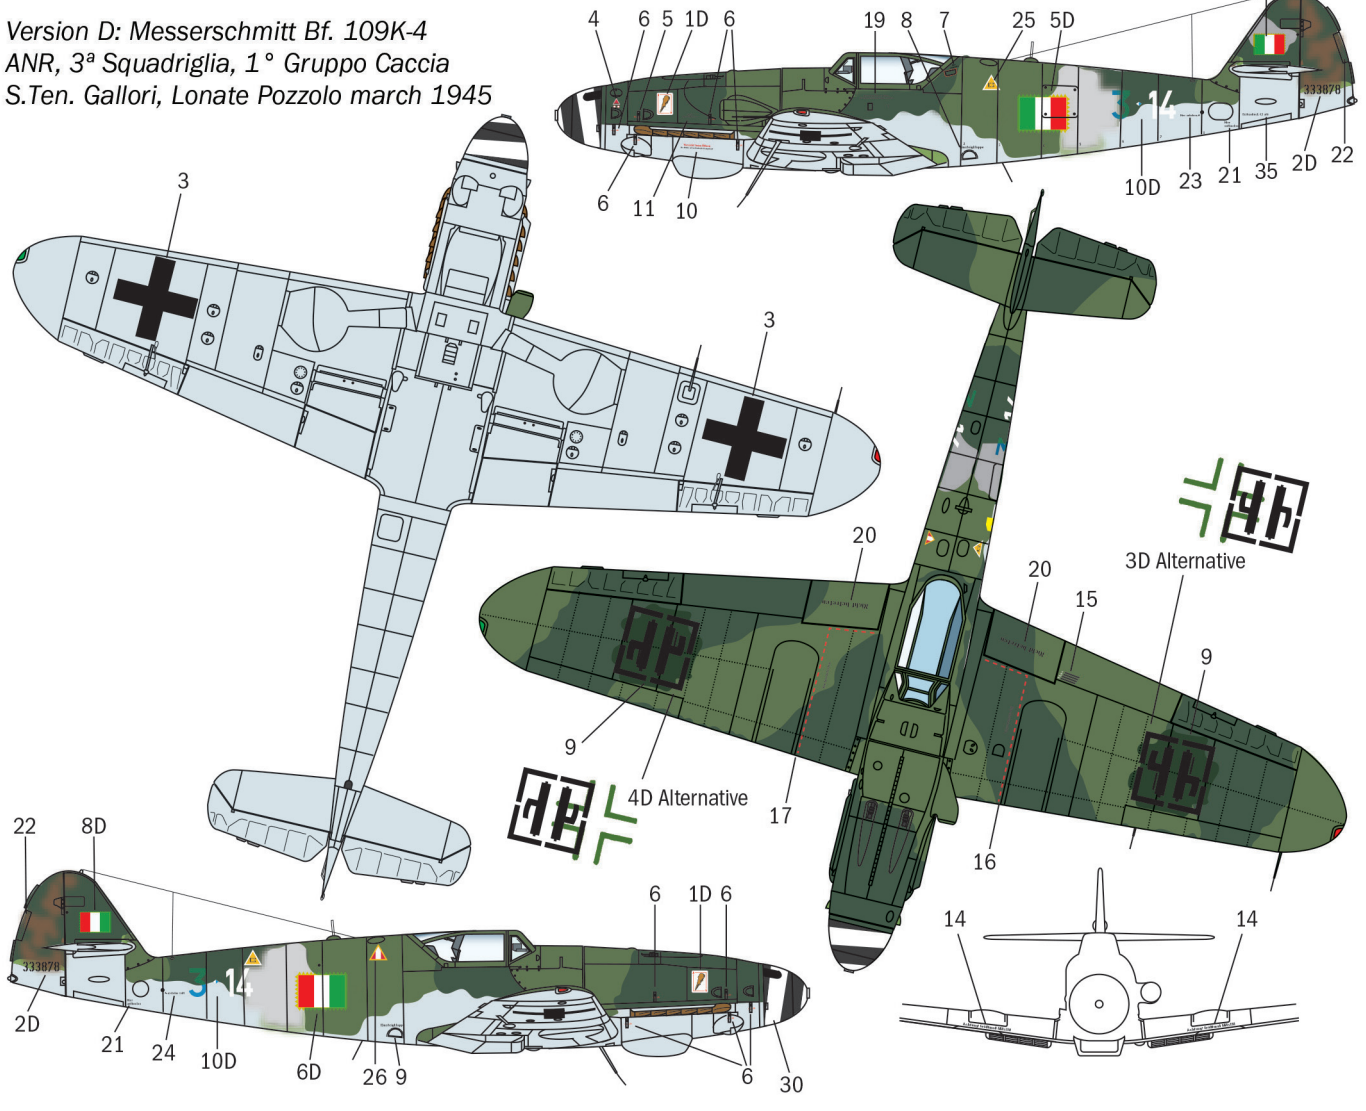 Version D: Messerschmitt Bf. 109K-4
ANR, 3ª Squadriglia, 1° Gruppo Caccia
S.Ten. Gallori, Lonate Pozzolo march 1945
4 6 5 1D 6 19 8 7 25 5D
333878
3 14
6 11 10 10D 23 21 35 2D 22
3
3
20
20
15
9
3D Alternative
9
4D Alternative
17
16
22 8D
6 1D 6
333878
3 14
2D 21 24 10D 6D 26 9 6 30
14 14